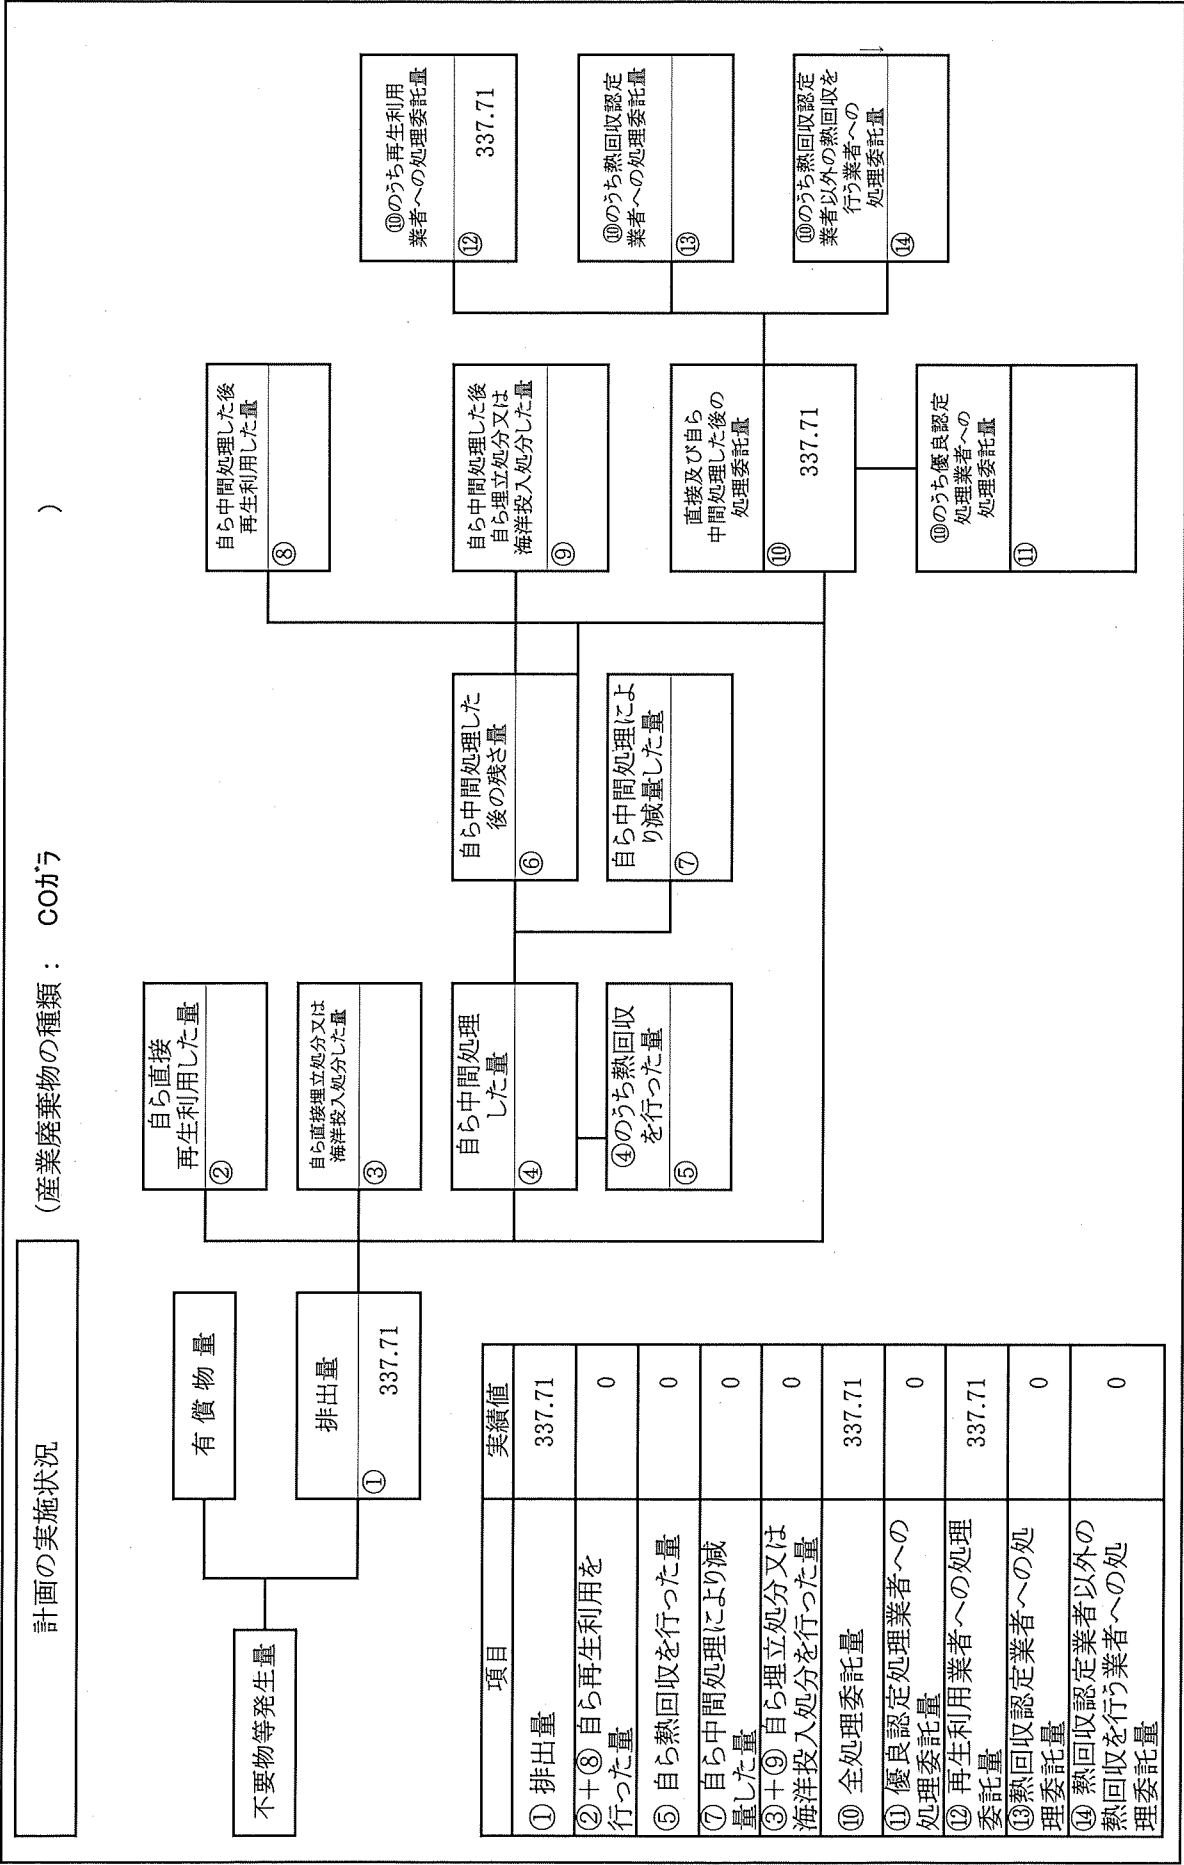 計画の実施状況
(産業廃棄物の種類： COガラ )
不要物等発生量
有償物量
排出量
① 337.71
自ら直接
再生利用した量
②
自ら直接埋立処分又は
海洋投入処分した量
③
自ら中間処理
した量
④
④のうち熱回収
を行った量
⑤
自ら中間処理した
後の残さ量
⑥
自ら中間処理によ
り減量した量
⑦
自ら中間処理した後
再生利用した量
⑧
自ら中間処理した後
自ら埋立処分又は
海洋投入処分した量
⑨
直接及び自ら
中間処理した後の
処理委託量
⑩ 337.71
⑩のうち優良認定
処理業者への
処理委託量
⑪
⑩のうち再生利用
業者への処理委託量
⑫ 337.71
⑩のうち熱回収認定
業者への処理委託量
⑬
⑩のうち熱回収認定
業者以外の熱回収を
行う業者への
処理委託量
⑭
項目 実績値
① 排出量 337.71
②＋⑧ 自ら再生利用を
行った量 0
⑤ 自ら熱回収を行った量 0
⑦ 自ら中間処理により減
量した量 0
③＋⑨ 自ら埋立処分又は
海洋投入処分を行った量 0
⑩ 全処理委託量 337.71
⑪ 優良認定処理業者への
処理委託量 0
⑫ 再生利用業者への処理
委託量 337.71
⑬熱回収認定業者への処
理委託量 0
⑭ 熱回収認定業者以外の
熱回収を行う業者への処
理委託量 0